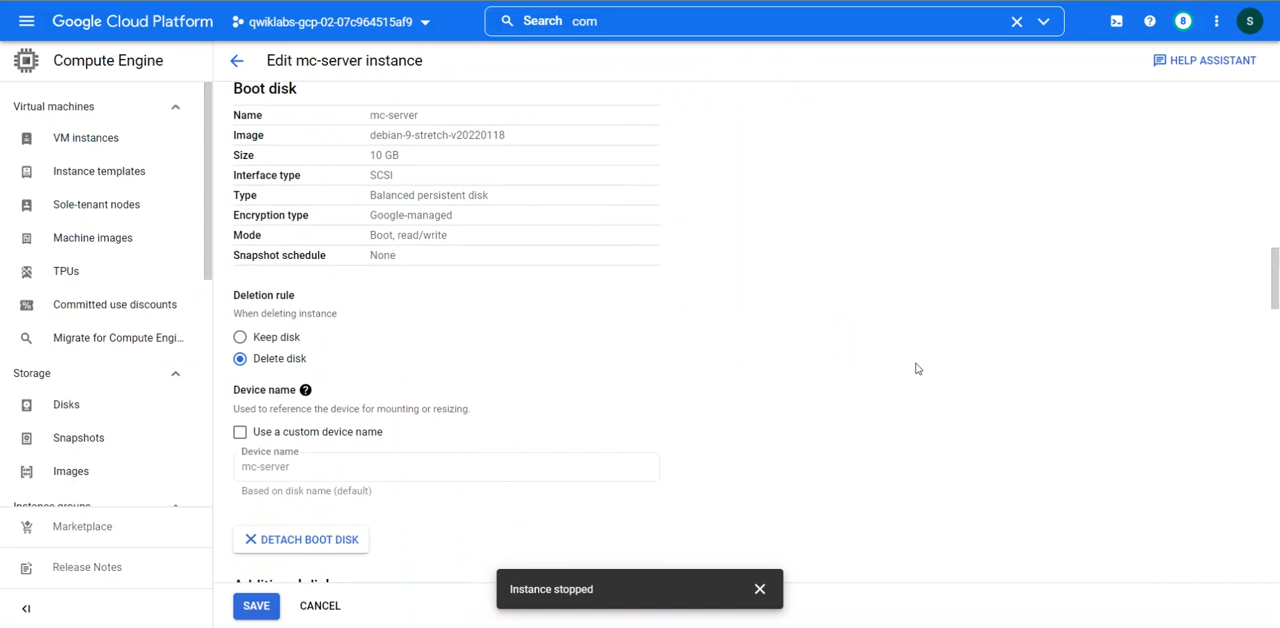 Google Cloud Platform
qwiklabs-gcp-02-07c964515af9
Search com
8
S
Compute Engine
Edit mc-server instance
HELP ASSISTANT
Virtual machines
VM instances
Instance templates
Sole-tenant nodes
Machine images
TPUs
Committed use discounts
Migrate for Compute Engi...
Storage
Disks
Snapshots
Images
Instance groups
Marketplace
Release Notes
Boot disk
Name mc-server
Image debian-9-stretch-v20220118
Size 10 GB
Interface type SCSI
Type Balanced persistent disk
Encryption type Google-managed
Mode Boot, read/write
Snapshot schedule None
Deletion rule
When deleting instance
Keep disk
Delete disk
Device name
Used to reference the device for mounting or resizing.
Use a custom device name
Device name
mc-server
Based on disk name (default)
DETACH BOOT DISK
Instance stopped
SAVE CANCEL